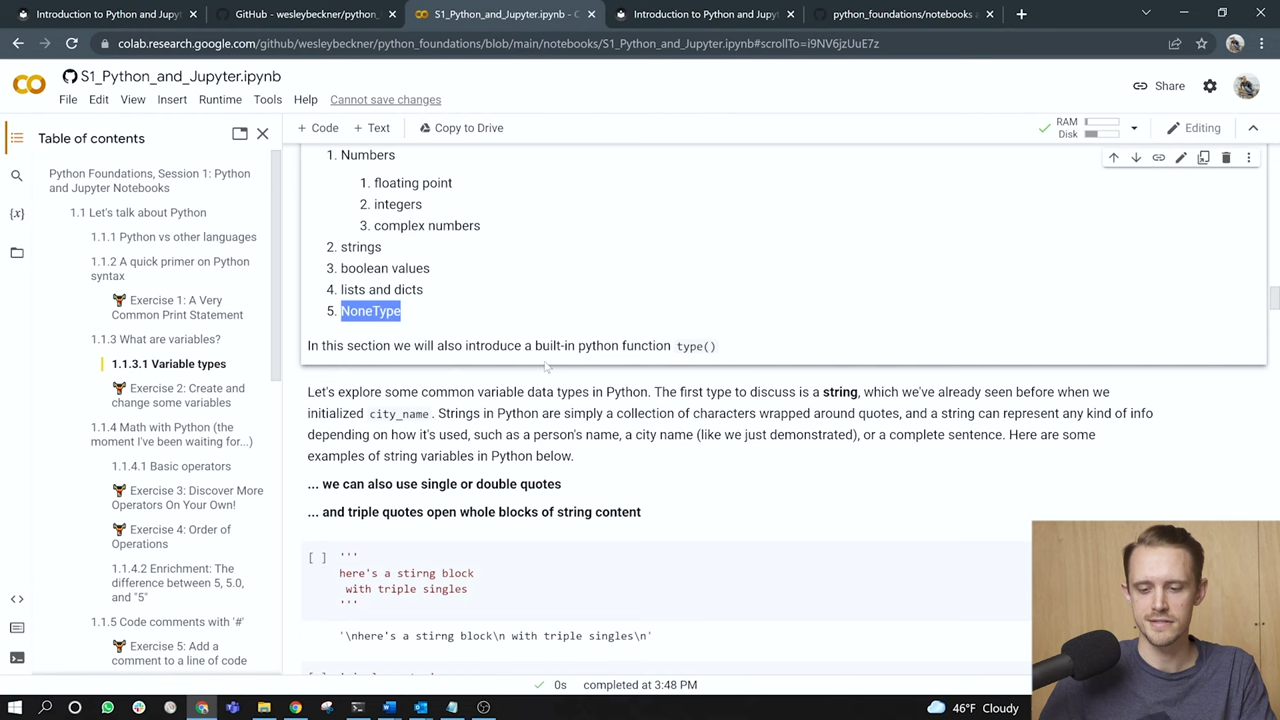 Introduction to Python and Jupy
GitHub - wesleybeckner/python_
S1_Python_and_Jupyter.ipynb - C
Introduction to Python and Jupy
python_foundations/notebooks
colab.research.google.com/github/wesleybeckner/python_foundations/blob/main/notebooks/S1_Python_and_Jupyter.ipynb#scrollTo=i9NV6jzUuE7z
S1_Python_and_Jupyter.ipynb
File Edit View Insert Runtime Tools Help Cannot save changes
Share
+ Code + Text Copy to Drive
RAM
Disk
Editing
Table of contents
Python Foundations, Session 1: Python
and Jupyter Notebooks
1.1 Let's talk about Python
1.1.1 Python vs other languages
1.1.2 A quick primer on Python
syntax
Exercise 1: A Very
Common Print Statement
1.1.3 What are variables?
1.1.3.1 Variable types
Exercise 2: Create and
change some variables
1.1.4 Math with Python (the
moment I've been waiting for...)
1.1.4.1 Basic operators
Exercise 3: Discover More
Operators On Your Own!
Exercise 4: Order of
Operations
1.1.4.2 Enrichment: The
difference between 5, 5.0,
and "5"
1.1.5 Code comments with '#'
Exercise 5: Add a
comment to a line of code
{x}
<>
1. Numbers
1. floating point
2. integers
3. complex numbers
2. strings
3. boolean values
4. lists and dicts
5. NoneType
In this section we will also introduce a built-in python function type()
Let's explore some common variable data types in Python. The first type to discuss is a string, which we've already seen before when we
initialized city_name. Strings in Python are simply a collection of characters wrapped around quotes, and a string can represent any kind of info
depending on how it's used, such as a person's name, a city name (like we just demonstrated), or a complete sentence. Here are some
examples of string variables in Python below.
... we can also use single or double quotes
... and triple quotes open whole blocks of string content
[ ] '''
here's a stirng block
with triple singles
'''
'\nhere's a stirng block\n with triple singles\n'
0s completed at 3:48 PM
46°F Cloudy